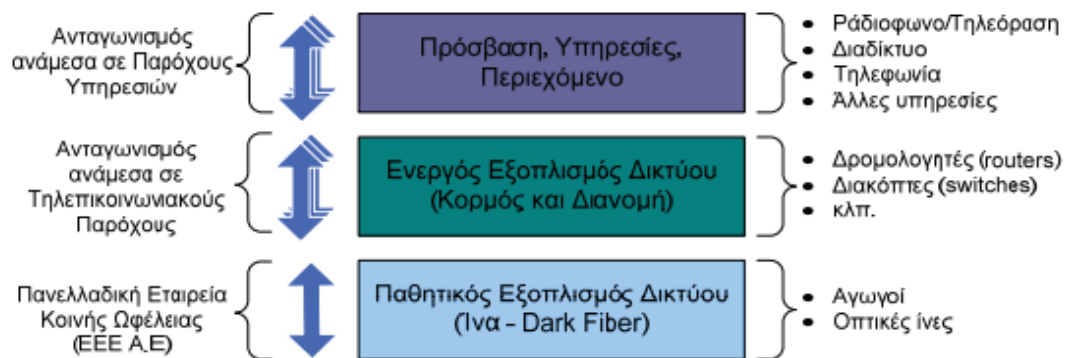 Ανταγωνισμός
ανάμεσα σε Παρόχους
Υπηρεσιών
Πρόσβαση, Υπηρεσίες,
Περιεχόμενο
• Ράδιοφωνο/Τηλεόραση
• Διαδίκτυο
• Τηλεφωνία
• Άλλες υπηρεσίες
Ανταγωνισμός
ανάμεσα σε
Τηλεπικοινωνιακούς
Παρόχους
Ενεργός Εξοπλισμός Δικτύου
(Κορμός και Διανομή)
• Δρομολογητές (routers)
• Διακόπτες (switches)
• κλπ.
Πανελλαδική Εταιρεία
Κοινής Ωφέλειας
(ΕΕΕ Α.Ε)
Παθητικός Εξοπλισμός Δικτύου
(Ίνα - Dark Fiber)
• Αγωγοί
• Οπτικές ίνες